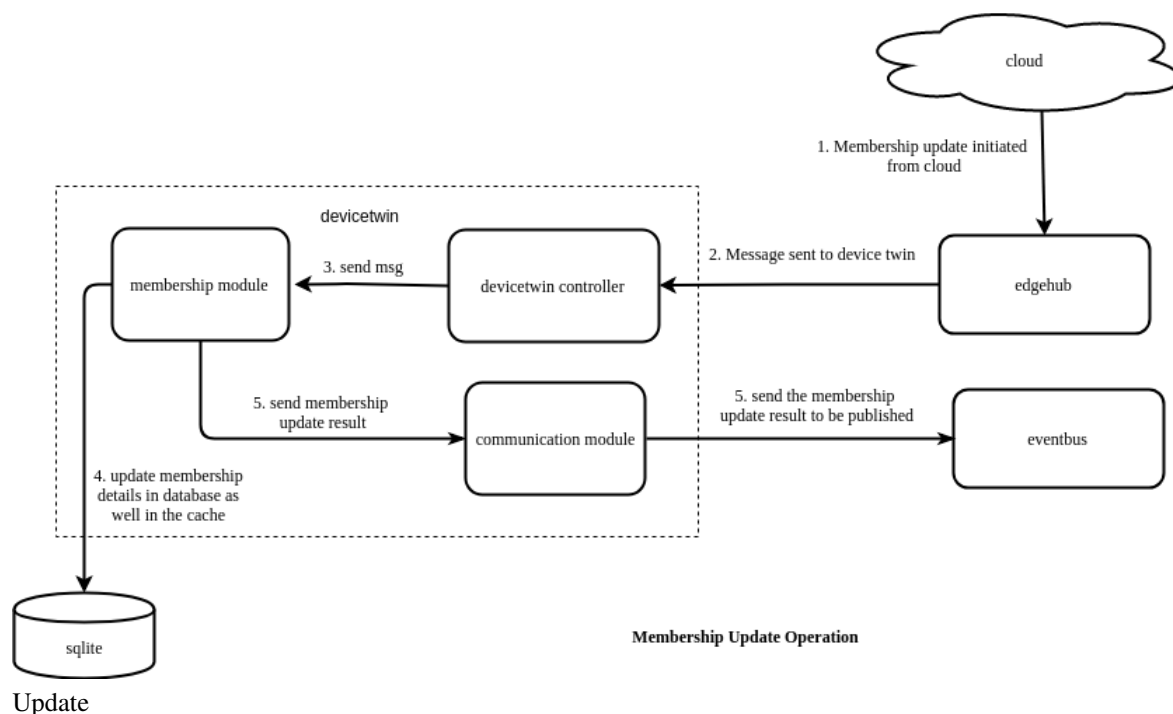 cloud
1. Membership update initiated
from cloud
devicetwin
membership module
3. send msg
devicetwin controller
2. Message sent to device twin
edgehub
5. send membership
update result
communication module
5. send the membership
update result to be published
eventbus
4. update membership
details in database as
well in the cache
sqlite
Membership Update Operation
Update